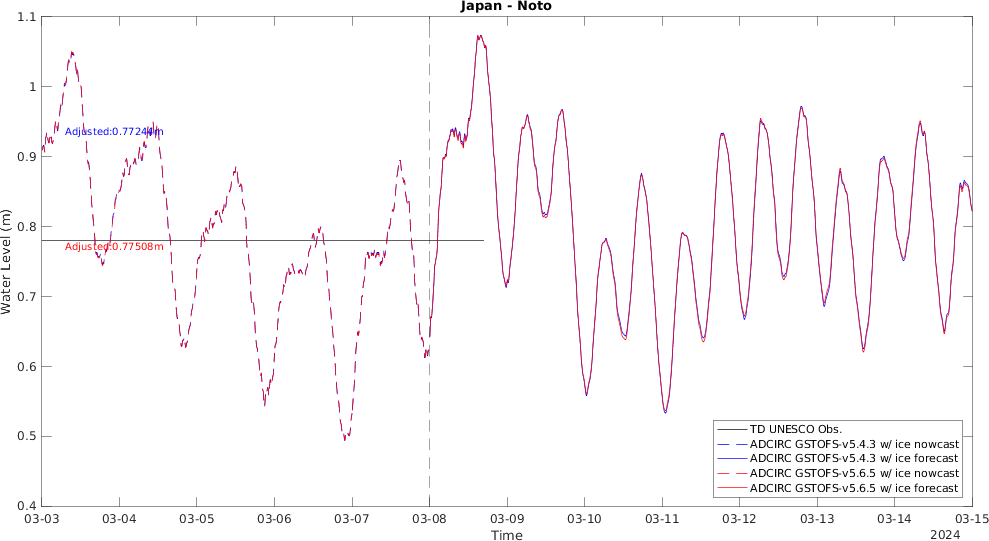 Japan - Noto
1.1
1
0.9
0.8
0.7
0.6
0.5
0.4
Water Level (m)
Adjusted:0.77244m
Adjusted:0.77508m
TD UNESCO Obs.
ADCIRC GSTOFS-v5.4.3 w/ ice nowcast
ADCIRC GSTOFS-v5.4.3 w/ ice forecast
ADCIRC GSTOFS-v5.6.5 w/ ice nowcast
ADCIRC GSTOFS-v5.6.5 w/ ice forecast
03-03 03-04 03-05 03-06 03-07 03-08 03-09 03-10 03-11 03-12 03-13 03-14 03-15
Time
2024